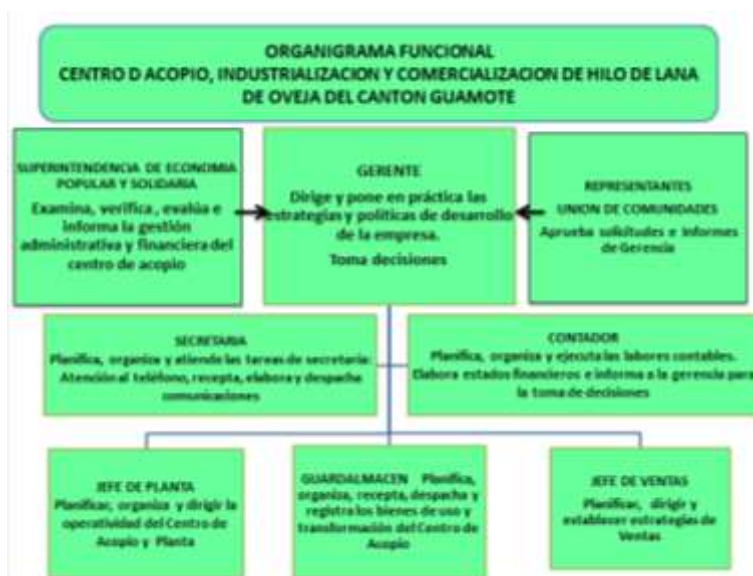 ORGANIGRAMA FUNCIONAL
CENTRO D ACOPIO, INDUSTRIALIZACION Y COMERCIALIZACION DE HILO DE LANA
DE OVEJA DEL CANTON GUAMOTE
SUPERINTENDENCIA DE ECONOMIA
POPULAR Y SOLIDARIA
Examina, verifica , evalúa e
informa la gestión
administrativa y financiera del
centro de acopio
GERENTE
Dirige y pone en práctica las
estrategias y políticas de desarrollo
de la empresa.
Toma decisiones
REPRESENTANTES
UNION DE COMUNIDADES
Aprueba solicitudes e informes
de Gerencia
SECRETARIA
Planifica, organiza y atiende las tareas de secretaria:
Atención al teléfono, recepta, elabora y despacha
comunicaciones
CONTADOR
Planifica, organiza y ejecuta las labores contables.
Elabora estados financieros e informa a la gerencia para
la toma de decisiones
JEFE DE PLANTA
Planificar, organiza y dirigir la
operatividad del Centro de
Acopio y Planta
GUARDALMACEN Planifica,
organiza, recepta, despacha y
registra los bienes de uso y
transformación del Centro de
Acopio
JEFE DE VENTAS
Planificar, dirigir y
establecer estrategias de
Ventas